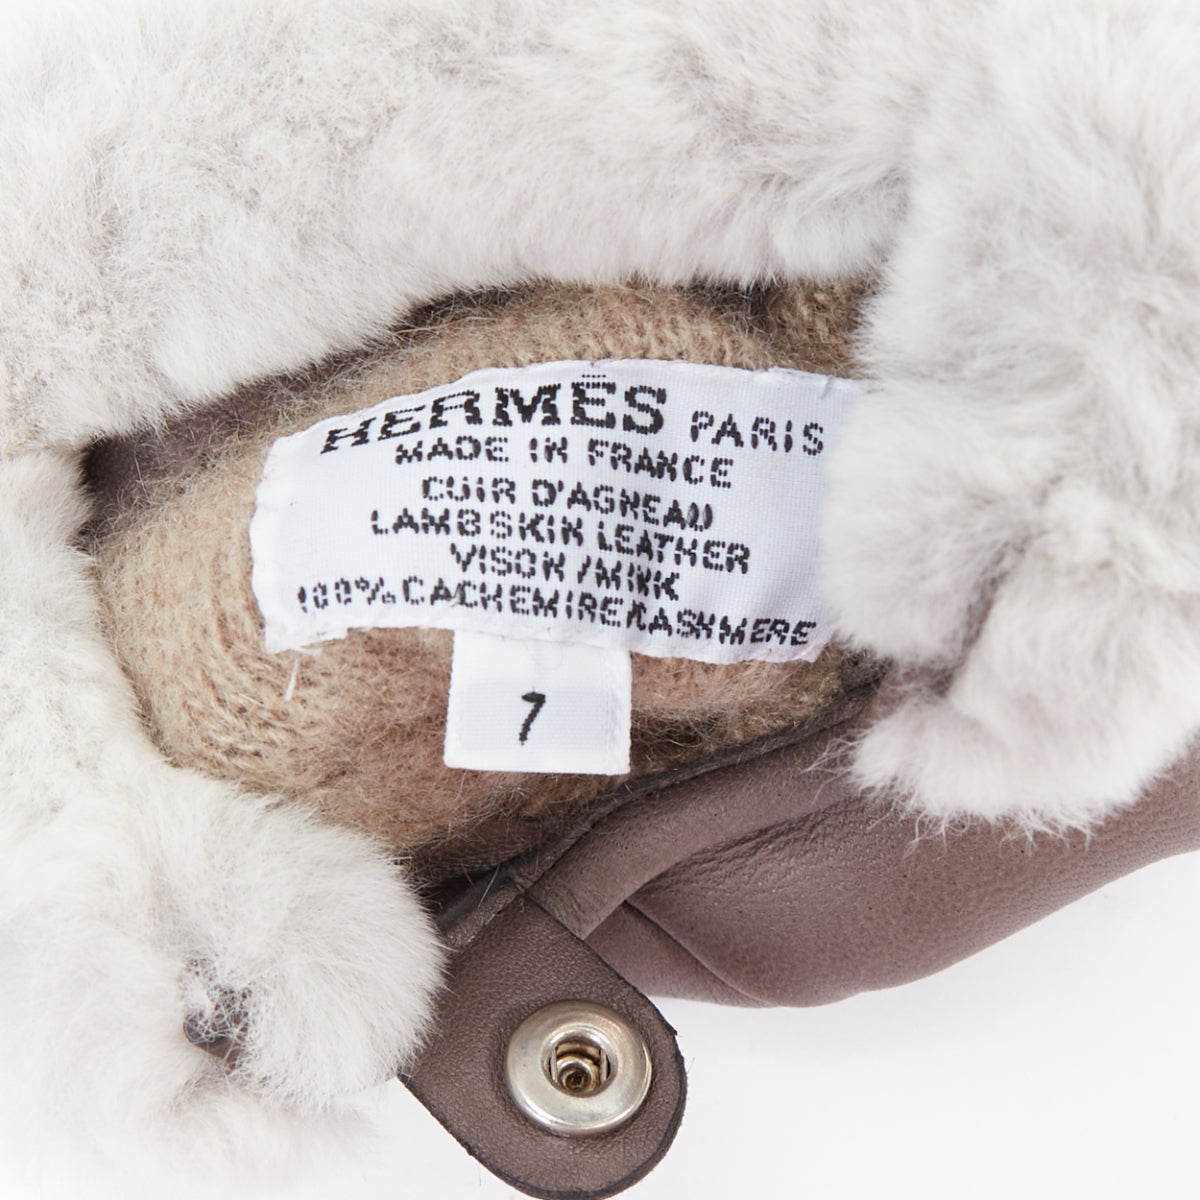 HERMÈS PARIS
MADE IN FRANCE
CUIR D'AGNEAU
LAMBSKIN LEATHER
VISON/MINK
100% CACHEMIRE/CASHMERE
7